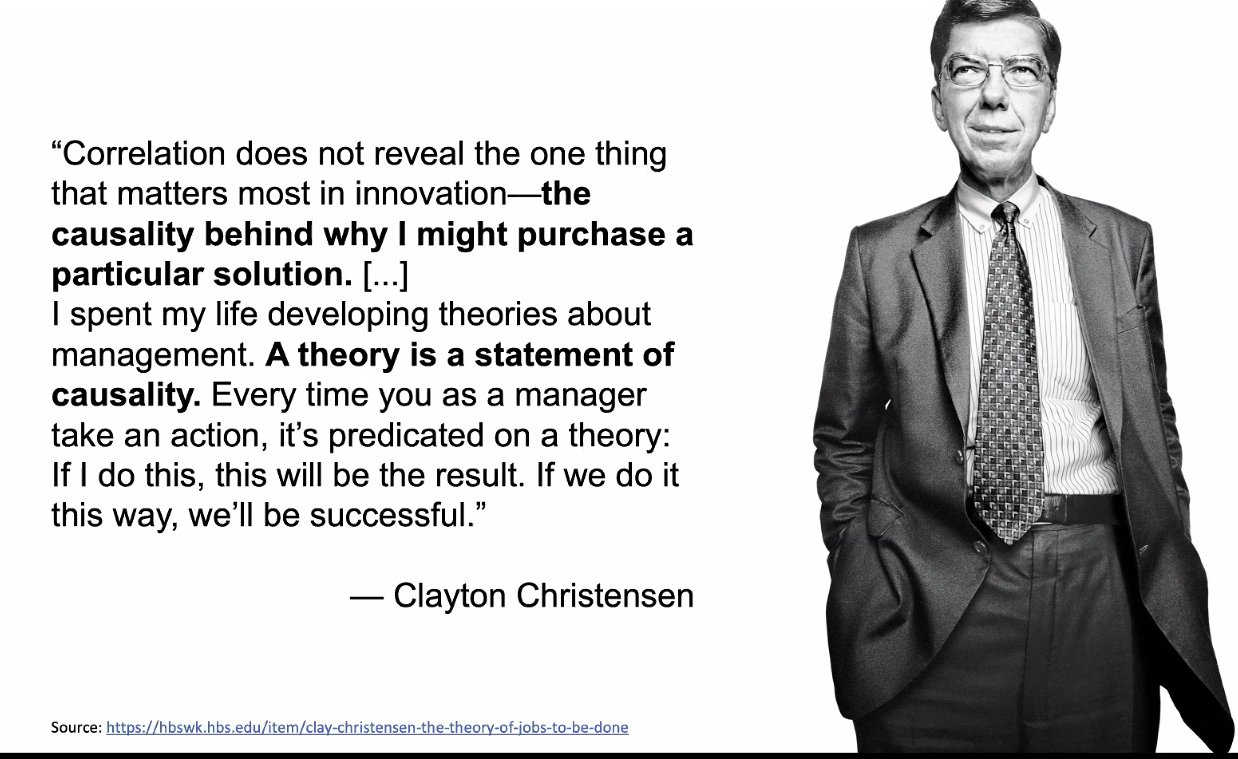 “Correlation does not reveal the one thing
that matters most in innovation—the
causality behind why I might purchase a
particular solution. [...]
I spent my life developing theories about
management. A theory is a statement of
causality. Every time you as a manager
take an action, it’s predicated on a theory:
If I do this, this will be the result. If we do it
this way, we’ll be successful.”
— Clayton Christensen
Source: https://hbswk.hbs.edu/item/clay-christensen-the-theory-of-jobs-to-be-done